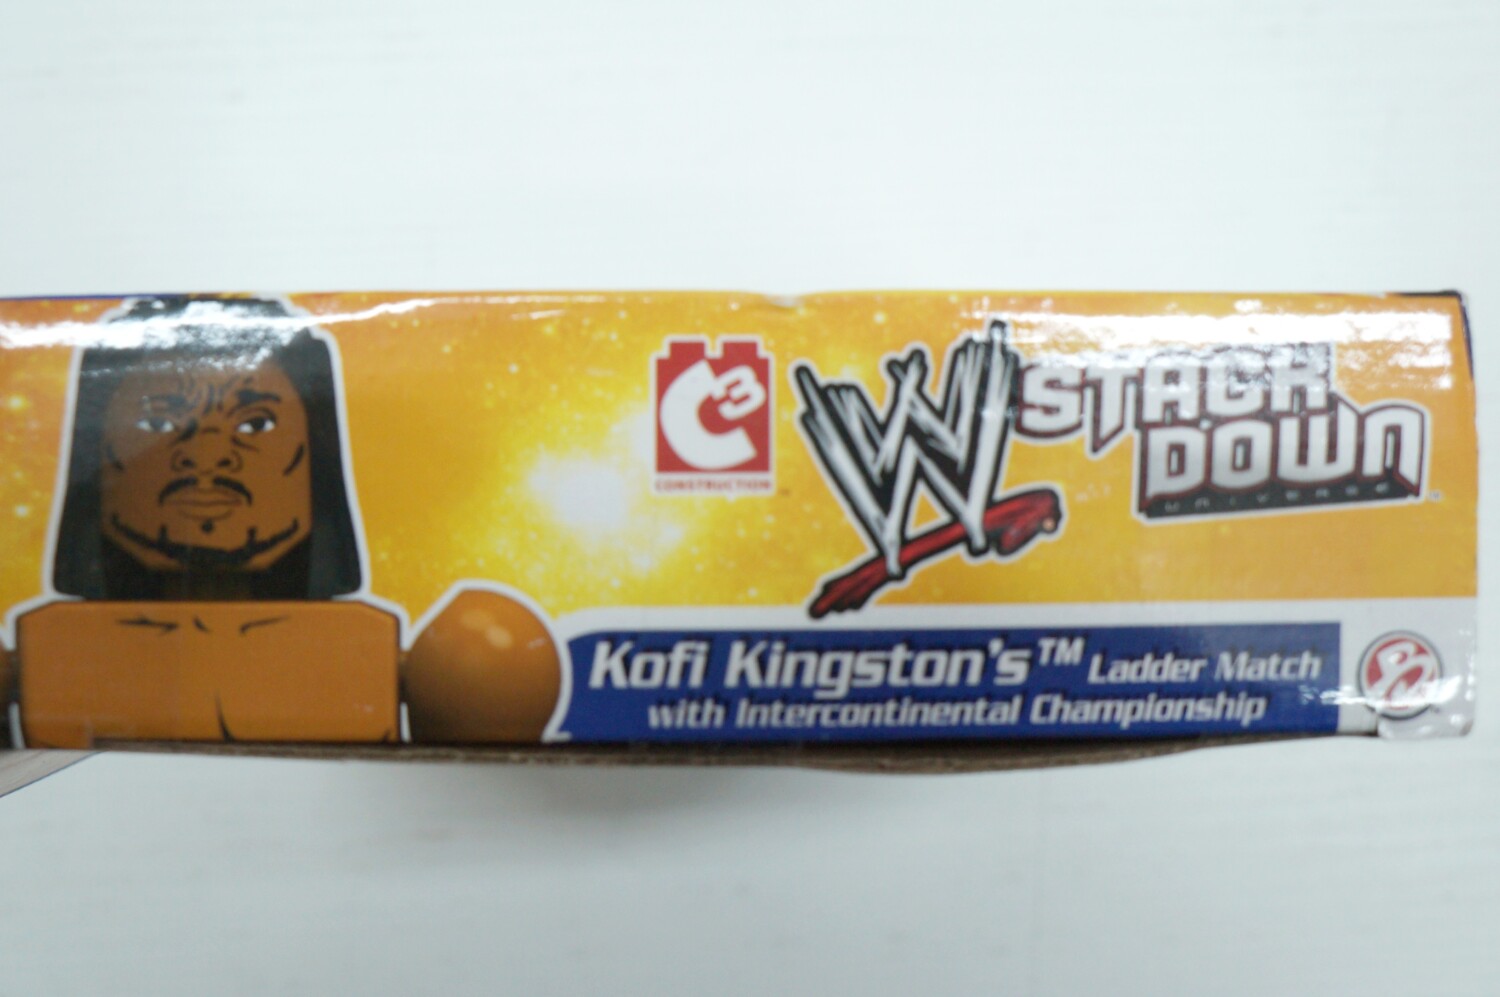 C3
CONSTRUCTION
W
STACK
DOWN
UNIVERSE
Kofi Kingston's™ Ladder Match
with Intercontinental Championship
B